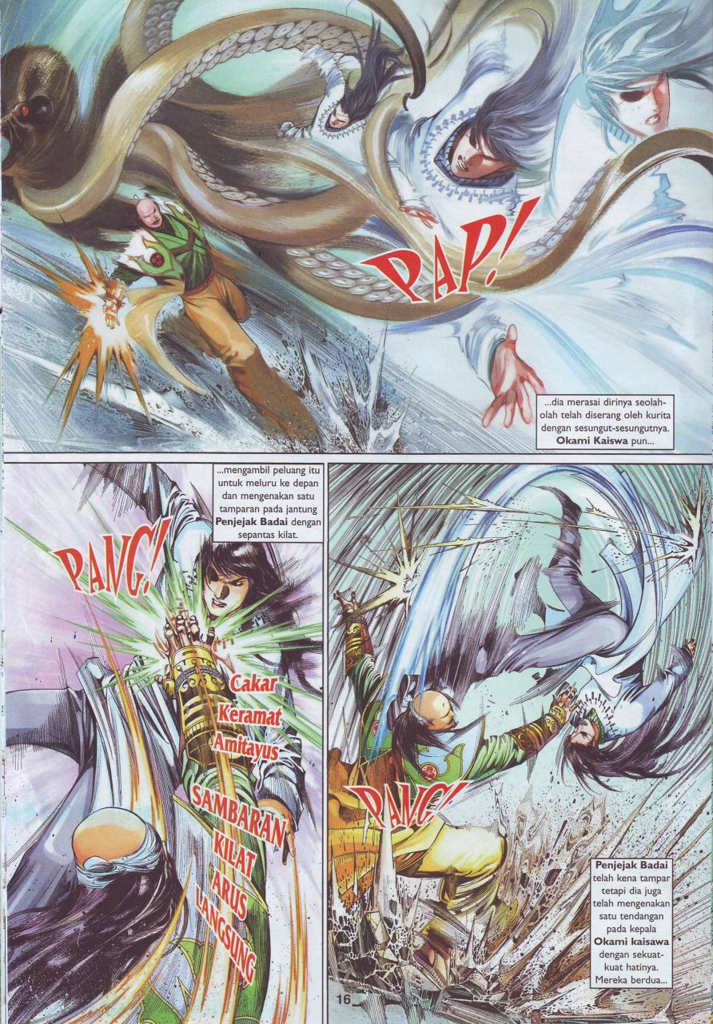 PAP!
...dia merasai dirinya seolah-
olah telah diserang oleh kurita
dengan sesungut-sesungutnya.
Okami Kaiswa pun...
...mengambil peluang itu
untuk meluru ke depan
dan mengenakan satu
tamparan pada jantung
Penjejak Badai dengan
sepantas kilat.
PANG!
Cakar
Keramat
Amitayus
SAMBARAN
KILAT
ARUS
LANGSUNG
PANG!
Penjejak Badai
telah kena tampar
tetapi dia juga
telah mengenakan
satu tendangan
pada kepala
Okami kaisawa
dengan sekuat-
kuat hatinya.
Mereka berdua...
16